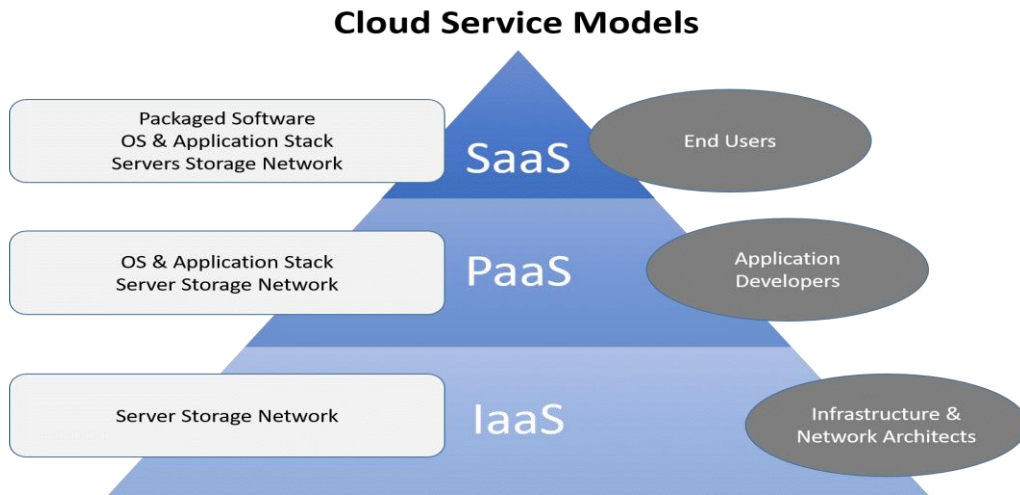 Cloud Service Models
Packaged Software
OS & Application Stack
Servers Storage Network
SaaS
End Users
OS & Application Stack
Server Storage Network
PaaS
Application
Developers
Server Storage Network
IaaS
Infrastructure &
Network Architects